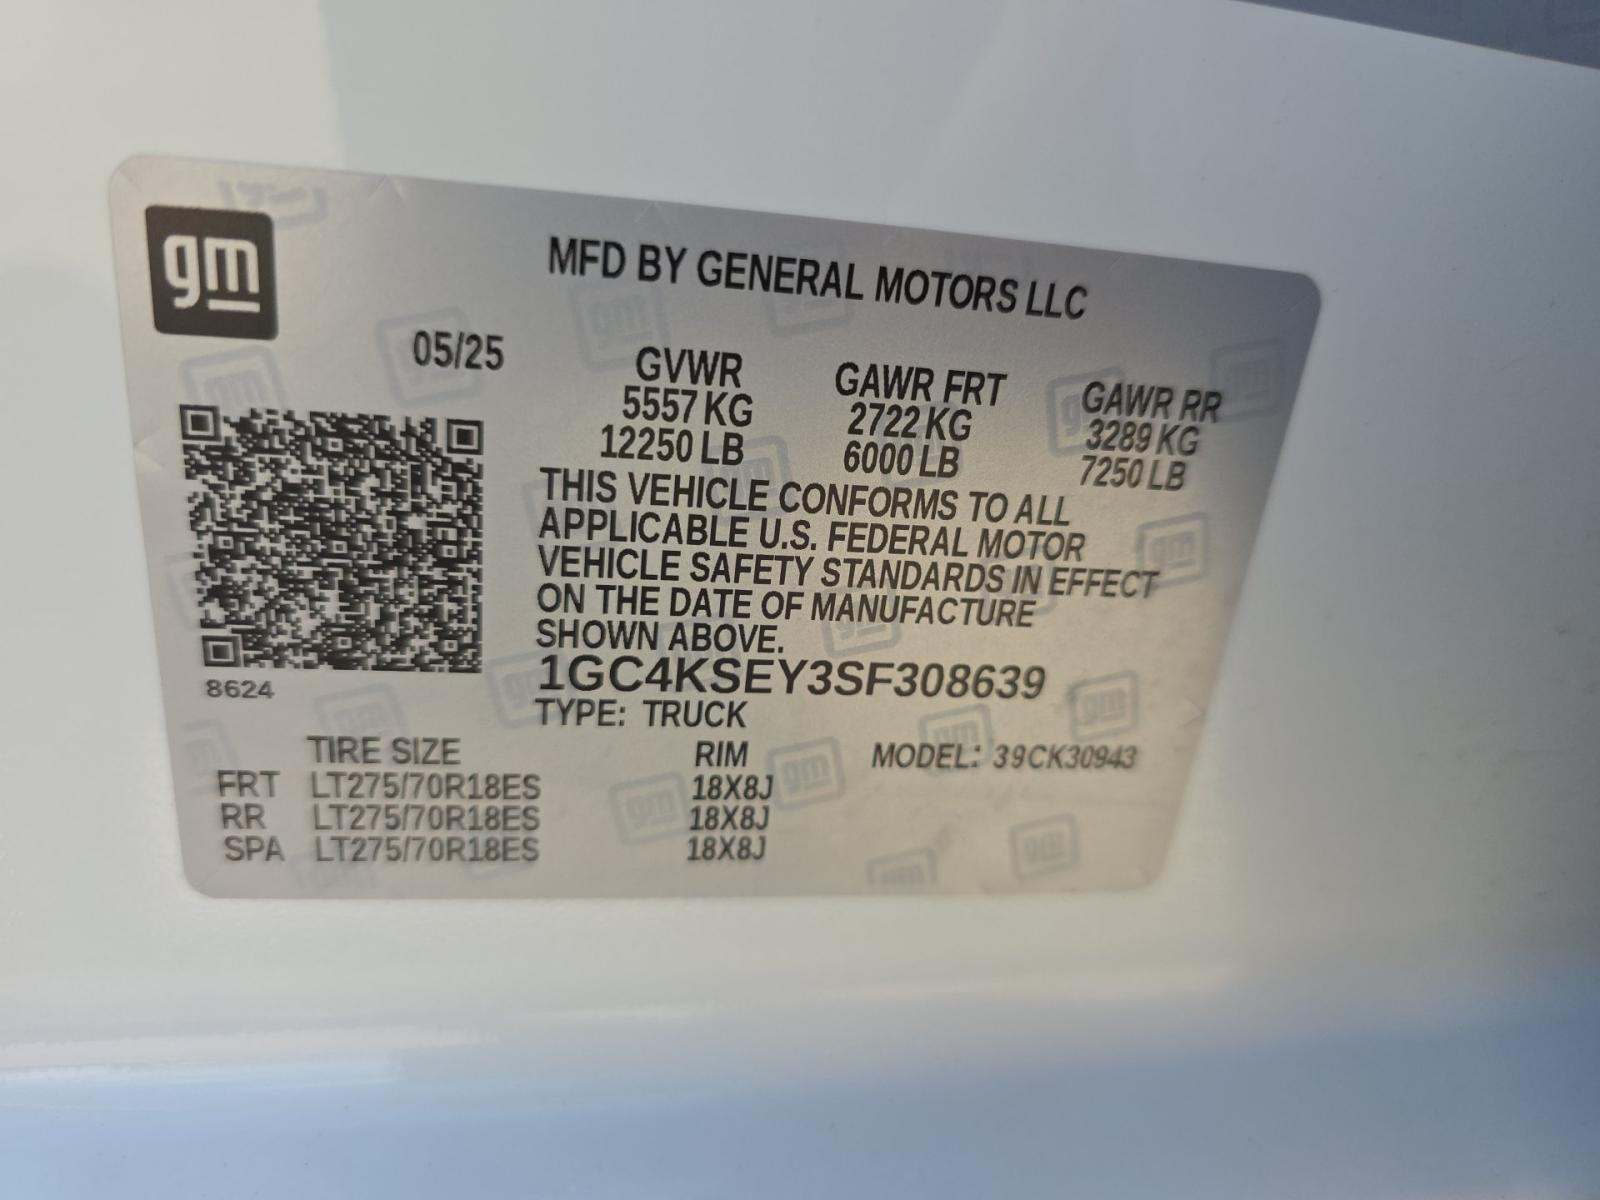 gm
MFD BY GENERAL MOTORS LLC
05/25
GVWR GAWR FRT GAWR RR
5557 KG 2722 KG 3289 KG
12250 LB 6000 LB 7250 LB
THIS VEHICLE CONFORMS TO ALL
APPLICABLE U.S. FEDERAL MOTOR
VEHICLE SAFETY STANDARDS IN EFFECT
ON THE DATE OF MANUFACTURE
SHOWN ABOVE.
8624
1GC4KSEY3SF308639
TYPE: TRUCK
TIRE SIZE RIM MODEL: 39CK30943
FRT LT275/70R18ES 18X8J
RR LT275/70R18ES 18X8J
SPA LT275/70R18ES 18X8J